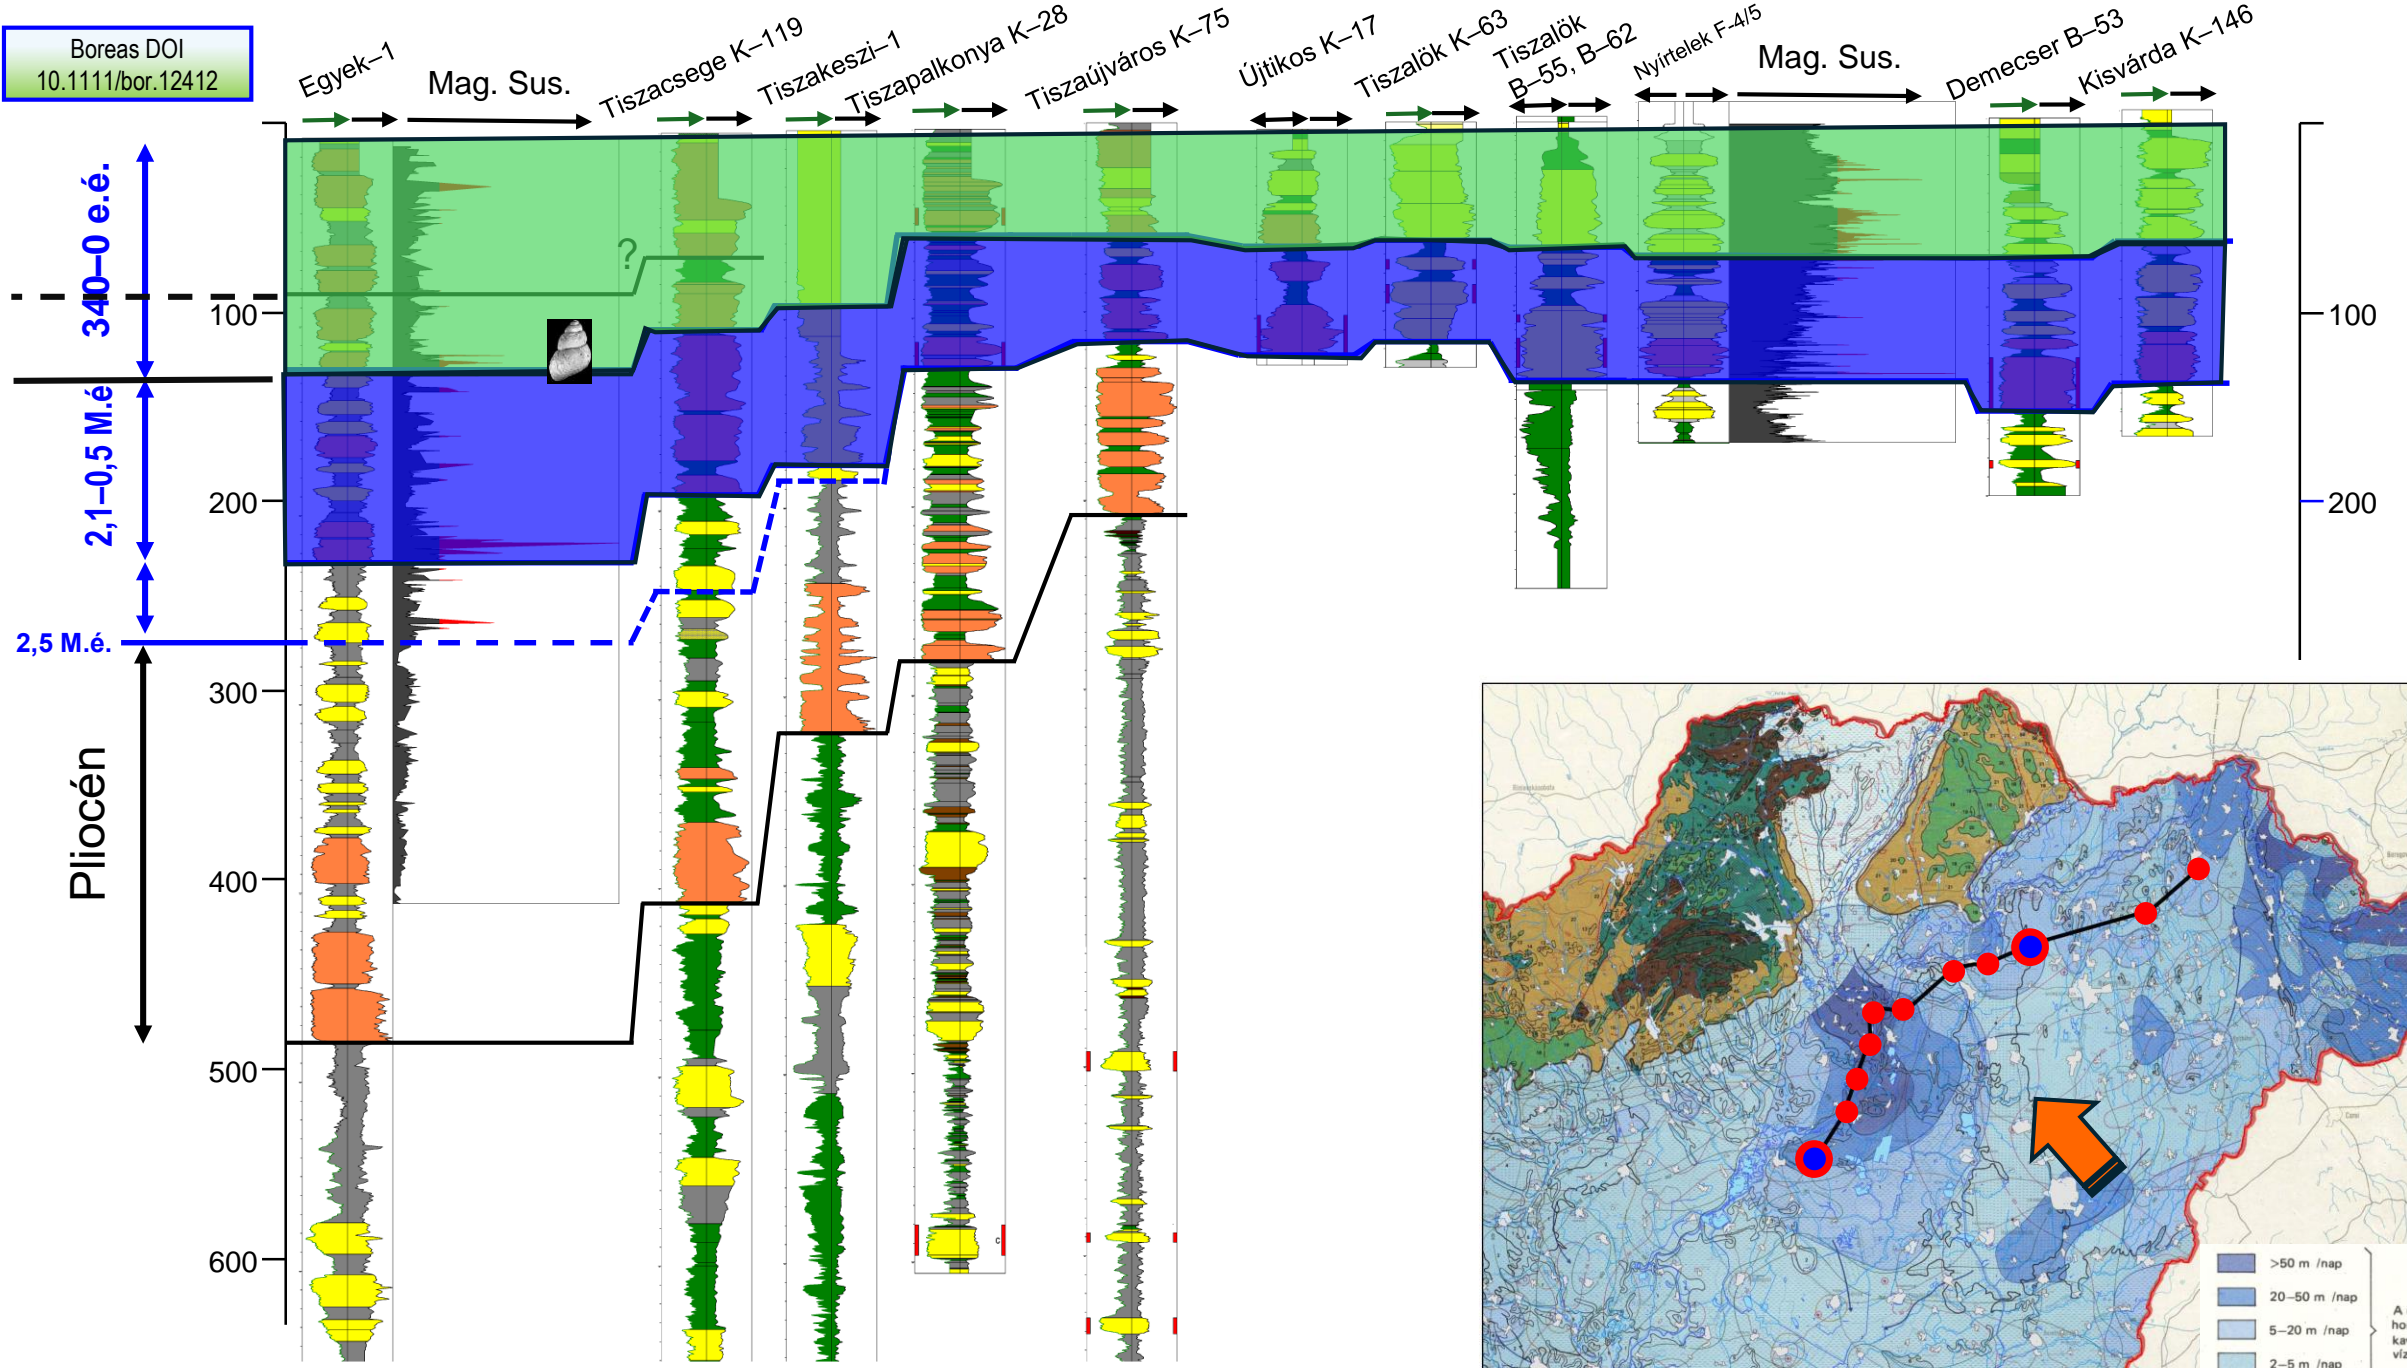 Boreas DOI
10.1111/bor.12412
Egyek–1
Mag. Sus.
Tiszacsege K–119
Tiszakeszi–1
Tiszapalkonya K–28
Tiszaújváros K–75
Újtikos K–17
Tiszalök K–63
Tiszalök
B–55, B–62
Nyírtelek F-4/5
Mag. Sus.
Demecser B–53
Kisvárda K–146
340–0 e.é.
2,1–0,5 M.é
2,5 M.é.
Pliocén
?
100
200
300
400
500
600
100
200
c
>50 m /nap
20–50 m /nap
5–20 m /nap
2–5 m /nap
A